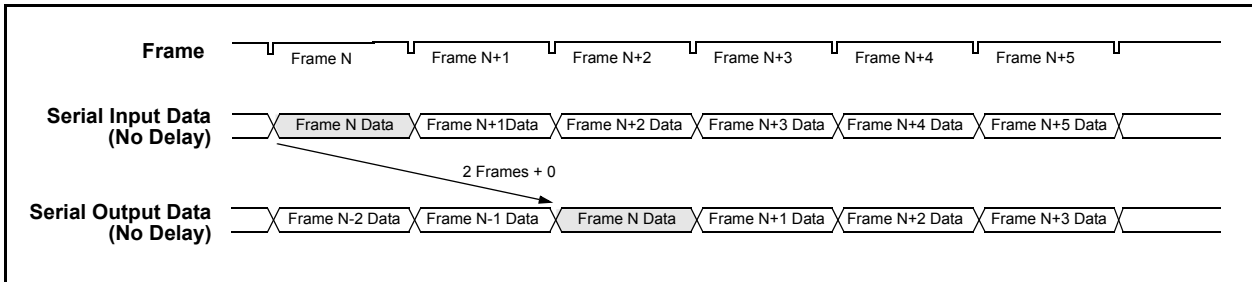 Frame
Frame N Frame N+1 Frame N+2 Frame N+3 Frame N+4 Frame N+5
Serial Input Data
(No Delay)
Frame N Data Frame N+1Data Frame N+2 Data Frame N+3 Data Frame N+4 Data Frame N+5 Data
2 Frames + 0
Serial Output Data
(No Delay)
Frame N-2 Data Frame N-1 Data Frame N Data Frame N+1 Data Frame N+2 Data Frame N+3 Data